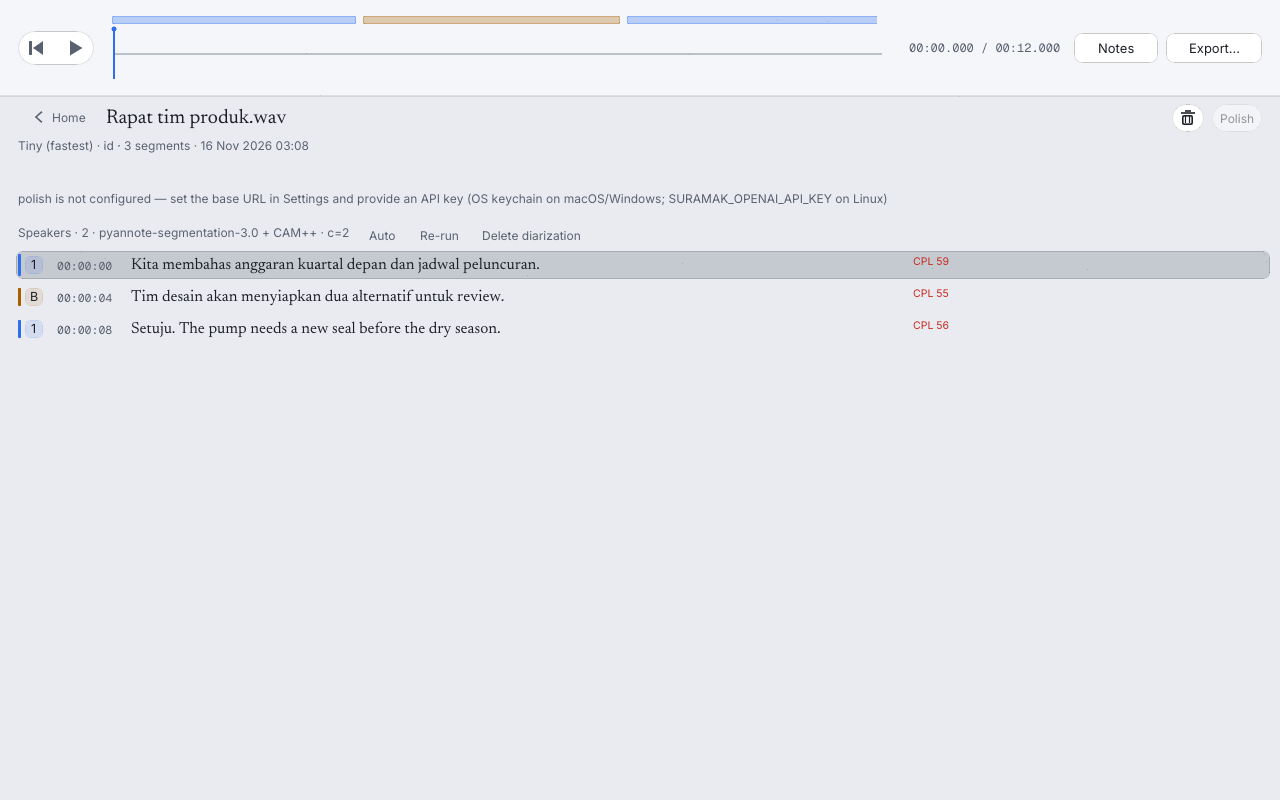 00:00.000 / 00:12.000 Notes Export...
Home Rapat tim produk.wav Polish
Tiny (fastest) · id · 3 segments · 16 Nov 2026 03:08
polish is not configured — set the base URL in Settings and provide an API key (OS keychain on macOS/Windows; SURAMAK_OPENAI_API_KEY on Linux)
Speakers · 2 · pyannote-segmentation-3.0 + CAM++ · c=2 Auto Re-run Delete diarization
1 00:00:00 Kita membahas anggaran kuartal depan dan jadwal peluncuran. CPL 59
B 00:00:04 Tim desain akan menyiapkan dua alternatif untuk review. CPL 55
1 00:00:08 Setuju. The pump needs a new seal before the dry season. CPL 56